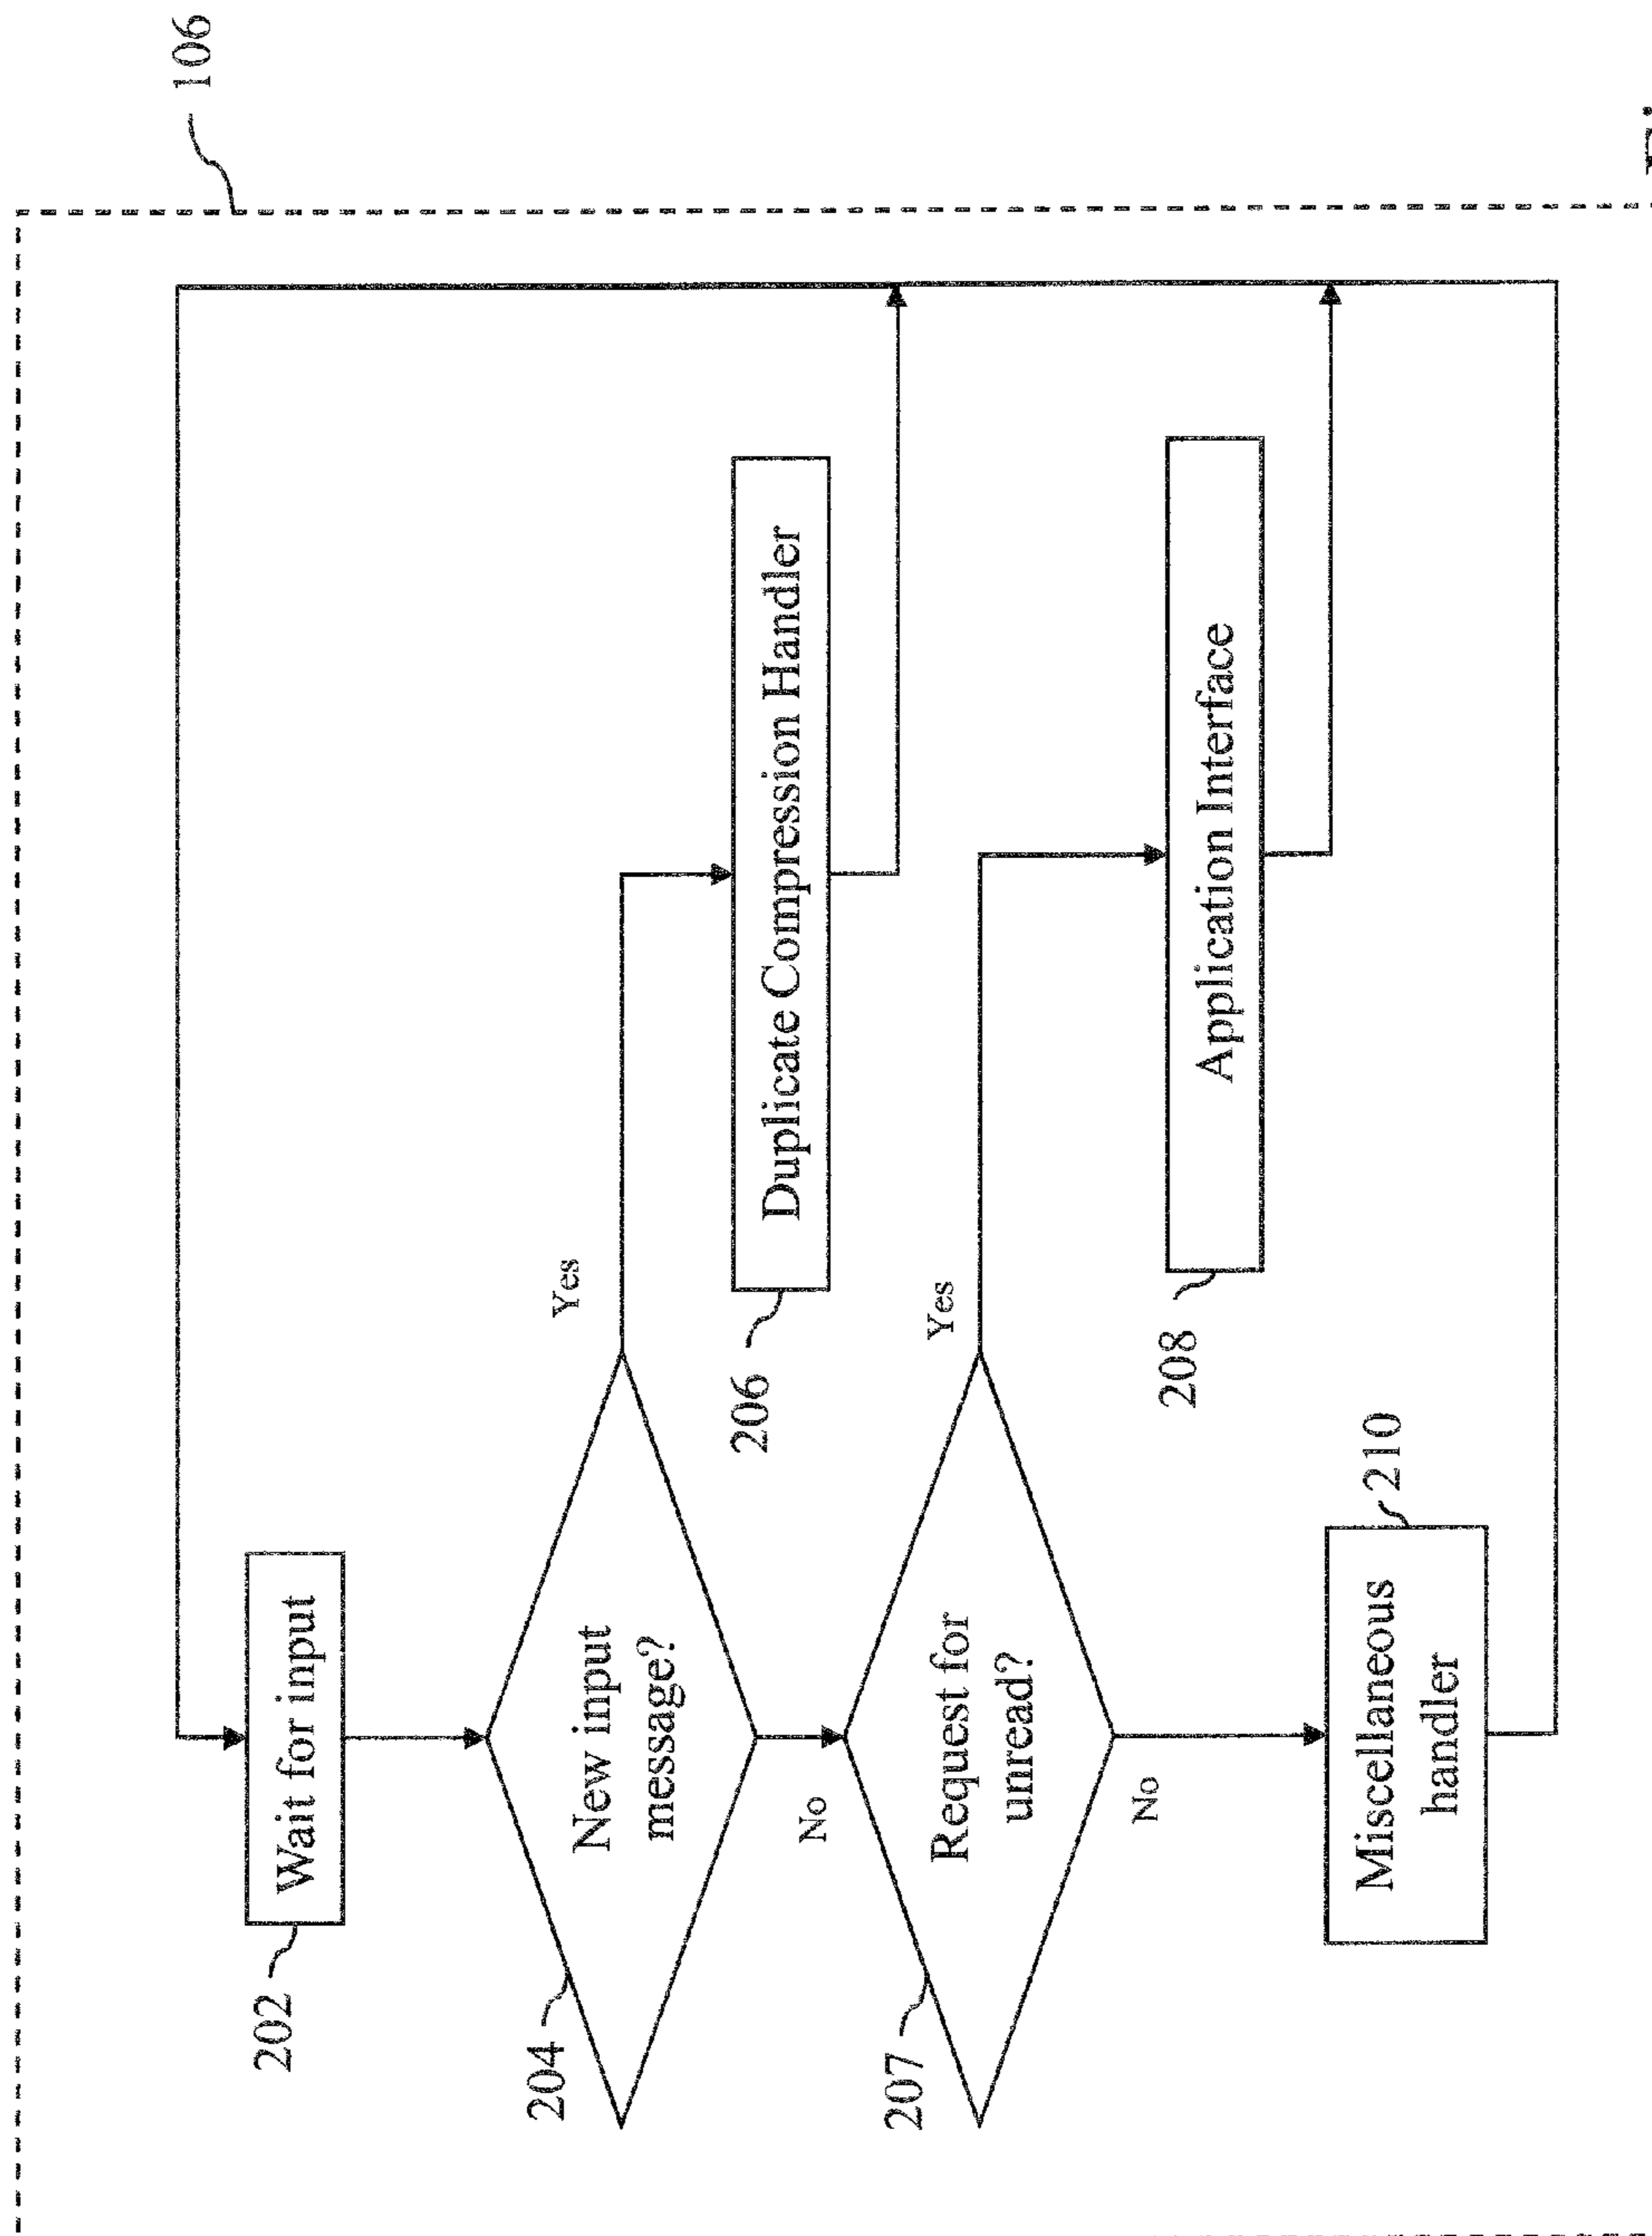 106
202
Wait for input
204
New input
message?
Yes
206
Duplicate Compression Handler
No
207
Request for
unread?
Yes
208
Application Interface
No
210
Miscellaneous
handler